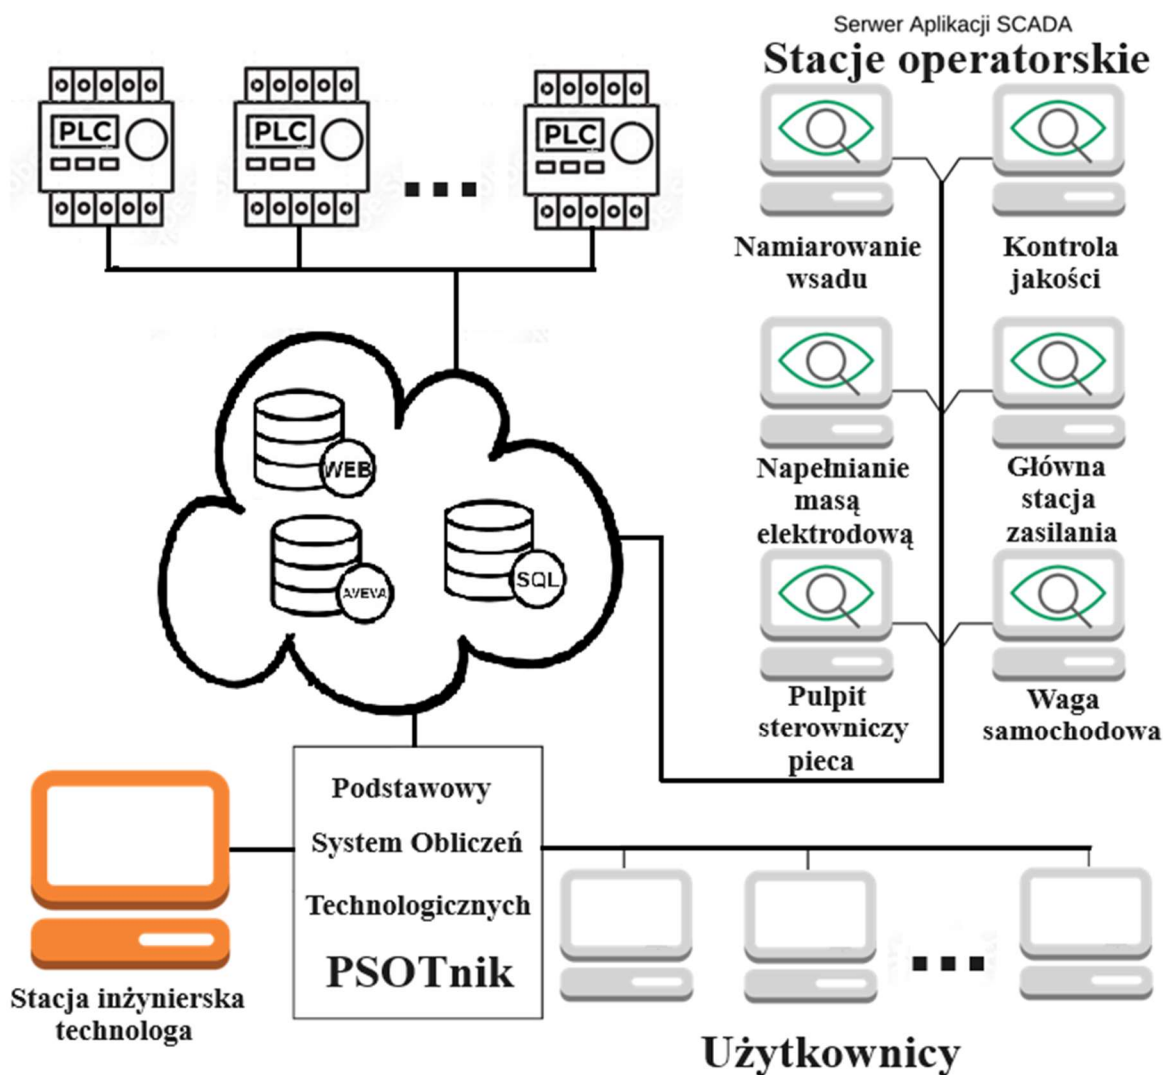 Serwer Aplikacji SCADA
Stacje operatorskie
PLC
PLC
PLC
Namiarowanie
wsadu
Kontrola
jakości
WEB
AVEVA
SQL
Napełnianie
masą
elektrodową
Główna
stacja
zasilania
Pulpit
sterowniczy
pieca
Waga
samochodowa
Podstawowy
System Obliczeń
Technologicznych
PSOTnik
Stacja inżynierska
technologa
Użytkownicy